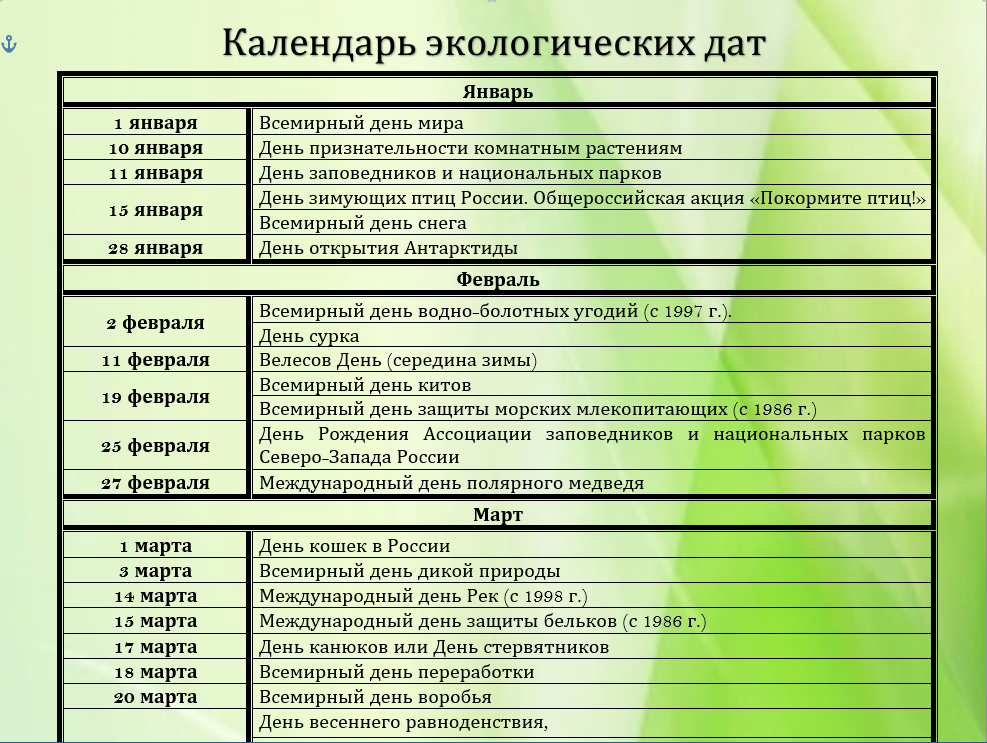 Календарь экологических дат
Январь
1 января
Всемирный день мира
10 января
День признательности комнатным растениям
11 января
День заповедников и национальных парков
15 января
День зимующих птиц России. Общероссийская акция «Покормите птиц!»
Всемирный день снега
28 января
День открытия Антарктиды
Февраль
2 февраля
Всемирный день водно-болотных угодий (с 1997 г.).
День сурка
11 февраля
Велесов День (середина зимы)
19 февраля
Всемирный день китов
Всемирный день защиты морских млекопитающих (с 1986 г.)
25 февраля
День Рождения Ассоциации заповедников и национальных парков
Северо-Запада России
27 февраля
Международный день полярного медведя
Март
1 марта
День кошек в России
3 марта
Всемирный день дикой природы
14 марта
Международный день Рек (с 1998 г.)
15 марта
Международный день защиты бельков (с 1986 г.)
17 марта
День канюков или День стервятников
18 марта
Всемирный день переработки
20 марта
Всемирный день воробья
День весеннего равноденствия,